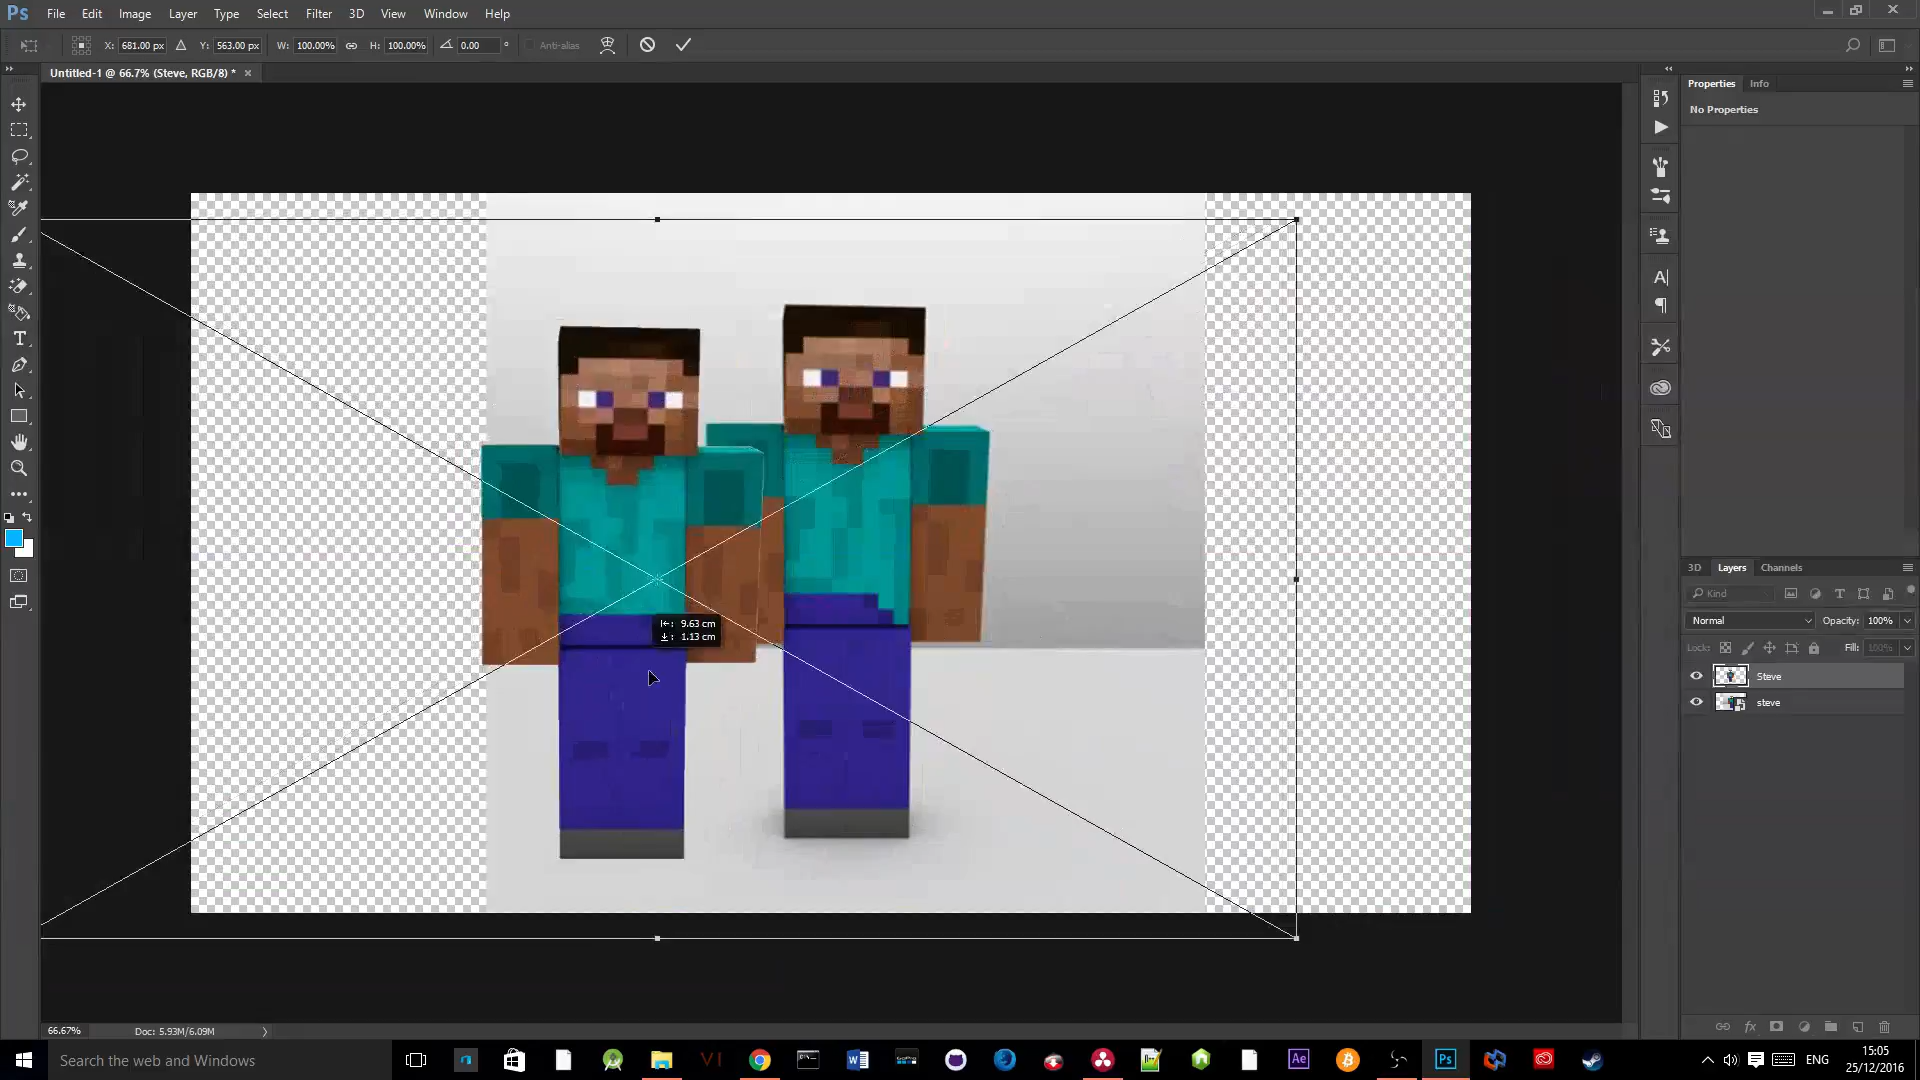 Ps File Edit Image Layer Type Select Filter 3D View Window Help
X: 681.00 px Y: 563.00 px W: 100.00% H: 100.00% 0.00 ° Anti-alias
Untitled-1 @ 66.7% (Steve, RGB/8) * ×
Properties Info
No Properties
9.63 cm
1.13 cm
3D Layers Channels
Kind
Normal Opacity: 100%
Lock: Fill: 100%
Steve
steve
66.67% Doc: 5.93M/6.09M
Search the web and Windows
Ae Ps ENG
15:05
25/12/2016